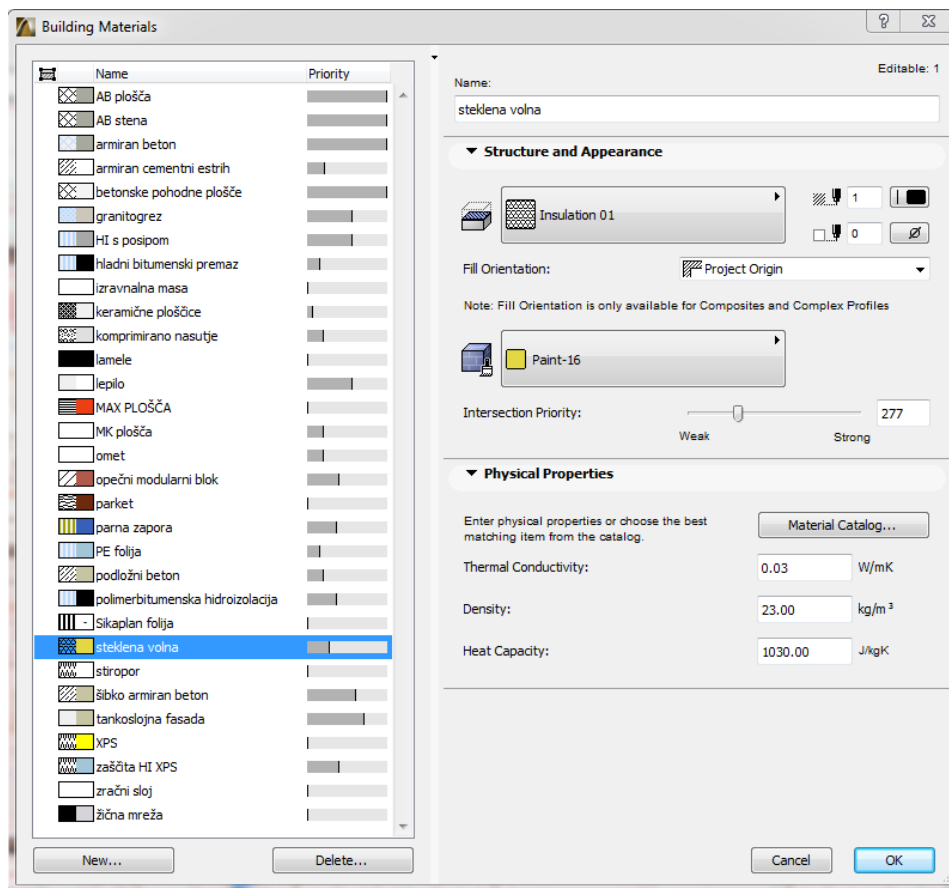 Building Materials
Name Priority
AB plošča
AB stena
armiran beton
armiran cementni estrih
betonske pohodne plošče
granitogrez
HI s posipom
hladni bitumenski premaz
izravnalna masa
keramične ploščice
komprimirano nasutje
lamele
lepilo
MAX PLOŠČA
MK plošča
omet
opečni modularni blok
parket
parna zapora
PE folija
podložni beton
polimerbitumenska hidroizolacija
Sikaplan folija
steklena volna
stiropor
šibko armiran beton
tankoslojna fasada
XPS
zaščita HI XPS
zračni sloj
žična mreža
New... Delete...
Editable: 1
Name:
steklena volna
Structure and Appearance
Insulation 01
1
0
Fill Orientation: Project Origin
Note: Fill Orientation is only available for Composites and Complex Profiles
Paint-16
Intersection Priority: 277
Weak Strong
Physical Properties
Enter physical properties or choose the best
matching item from the catalog.
Material Catalog...
Thermal Conductivity: 0.03 W/mK
Density: 23.00 kg/m³
Heat Capacity: 1030.00 J/kgK
Cancel OK